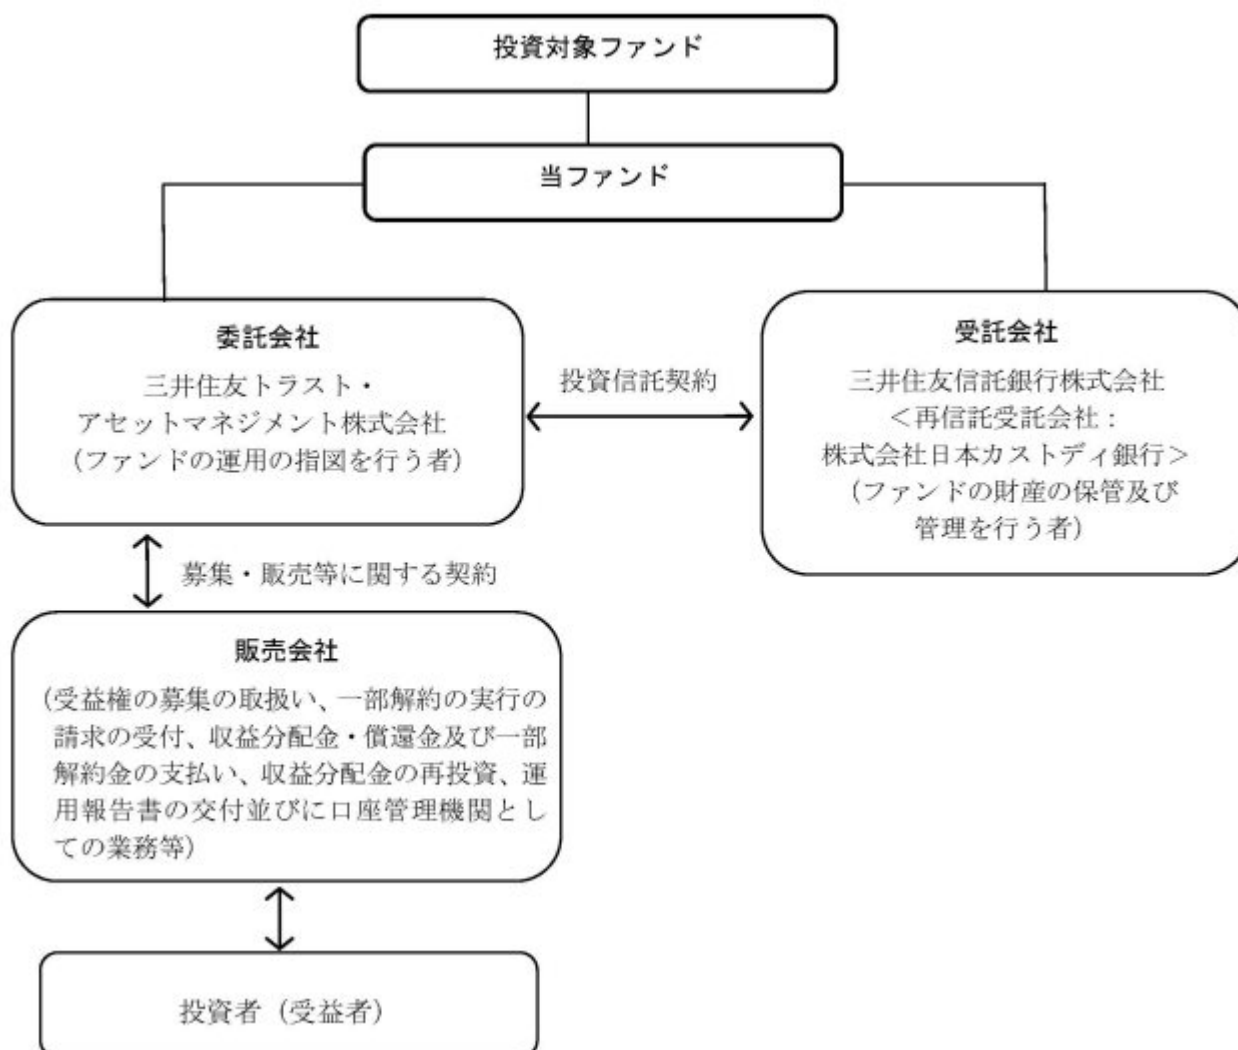 投資対象ファンド
当ファンド
委託会社
三井住友トラスト・
アセットマネジメント株式会社
（ファンドの運用の指図を行う者）
投資信託契約
受託会社
三井住友信託銀行株式会社
＜再信託受託会社：
株式会社日本カストディ銀行＞
（ファンドの財産の保管及び
管理を行う者）
募集・販売等に関する契約
販売会社
（受益権の募集の取扱い、一部解約の実行の
請求の受付、収益分配金・償還金及び一部
解約金の支払い、収益分配金の再投資、運
用報告書の交付並びに口座管理機関とし
ての業務等）
投資者（受益者）